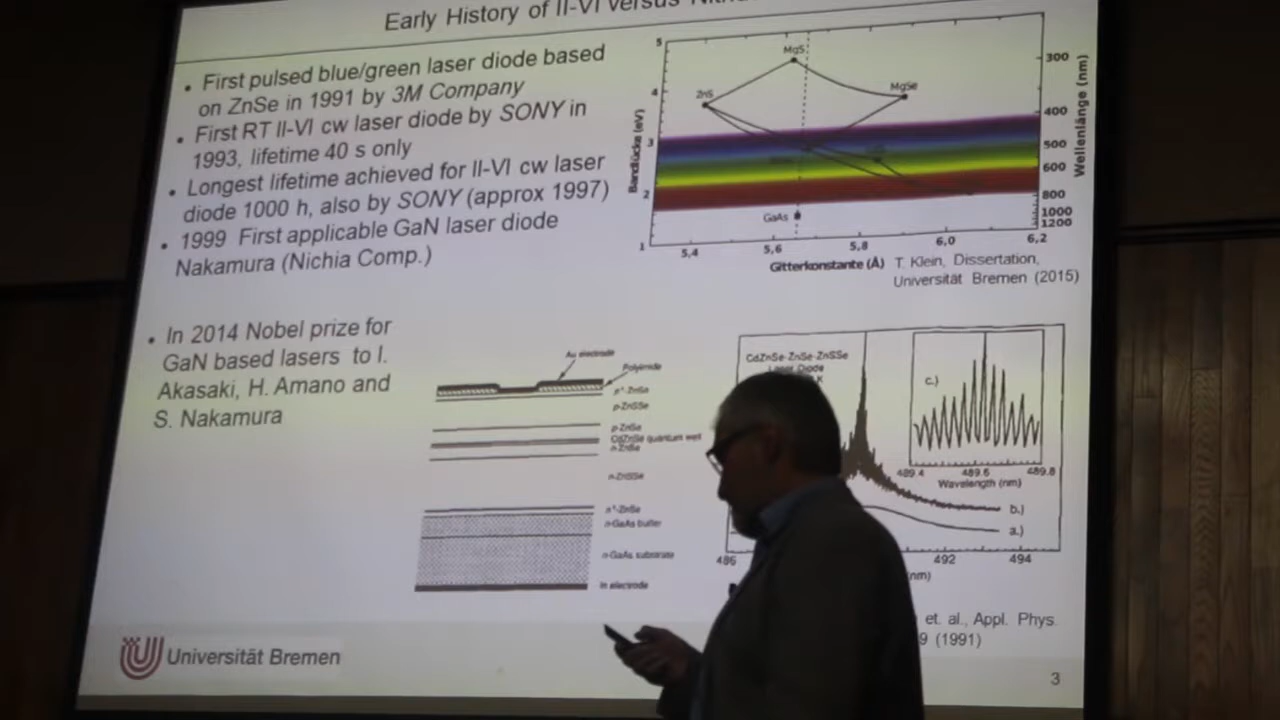 Early History of II-VI versus
• First pulsed blue/green laser diode based
on ZnSe in 1991 by 3M Company
• First RT II-VI cw laser diode by SONY in
1993, lifetime 40 s only
• Longest lifetime achieved for II-VI cw laser
diode 1000 h, also by SONY (approx 1997)
• 1999 First applicable GaN laser diode
Nakamura (Nichia Comp.)
• In 2014 Nobel prize for
GaN based lasers to I.
Akasaki, H. Amano and
S. Nakamura
Bandlücke (eV)
5
4
3
2
1
MgS
ZnS
MgSe
GaAs
300
400
500
600
800
1000
1200
Wellenlänge (nm)
5,4 5,6 5,8 6,0 6,2
Gitterkonstante (Å)
T. Klein, Dissertation,
Universität Bremen (2015)
Au electrode
Polyimide
p⁺-ZnSe
p-ZnSSe
p-ZnSe
CdZnSe quantum well
n-ZnSe
n-ZnSSe
n⁺-ZnSe
n-GaAs buffer
n-GaAs substrate
In electrode
CdZnSe-ZnSe-ZnSSe
Laser Diode
K
c.)
489.4 489.6 489.8
Wavelength (nm)
b.)
a.)
486 492 494
nm)
et. al., Appl. Phys.
9 (1991)
Universität Bremen
3